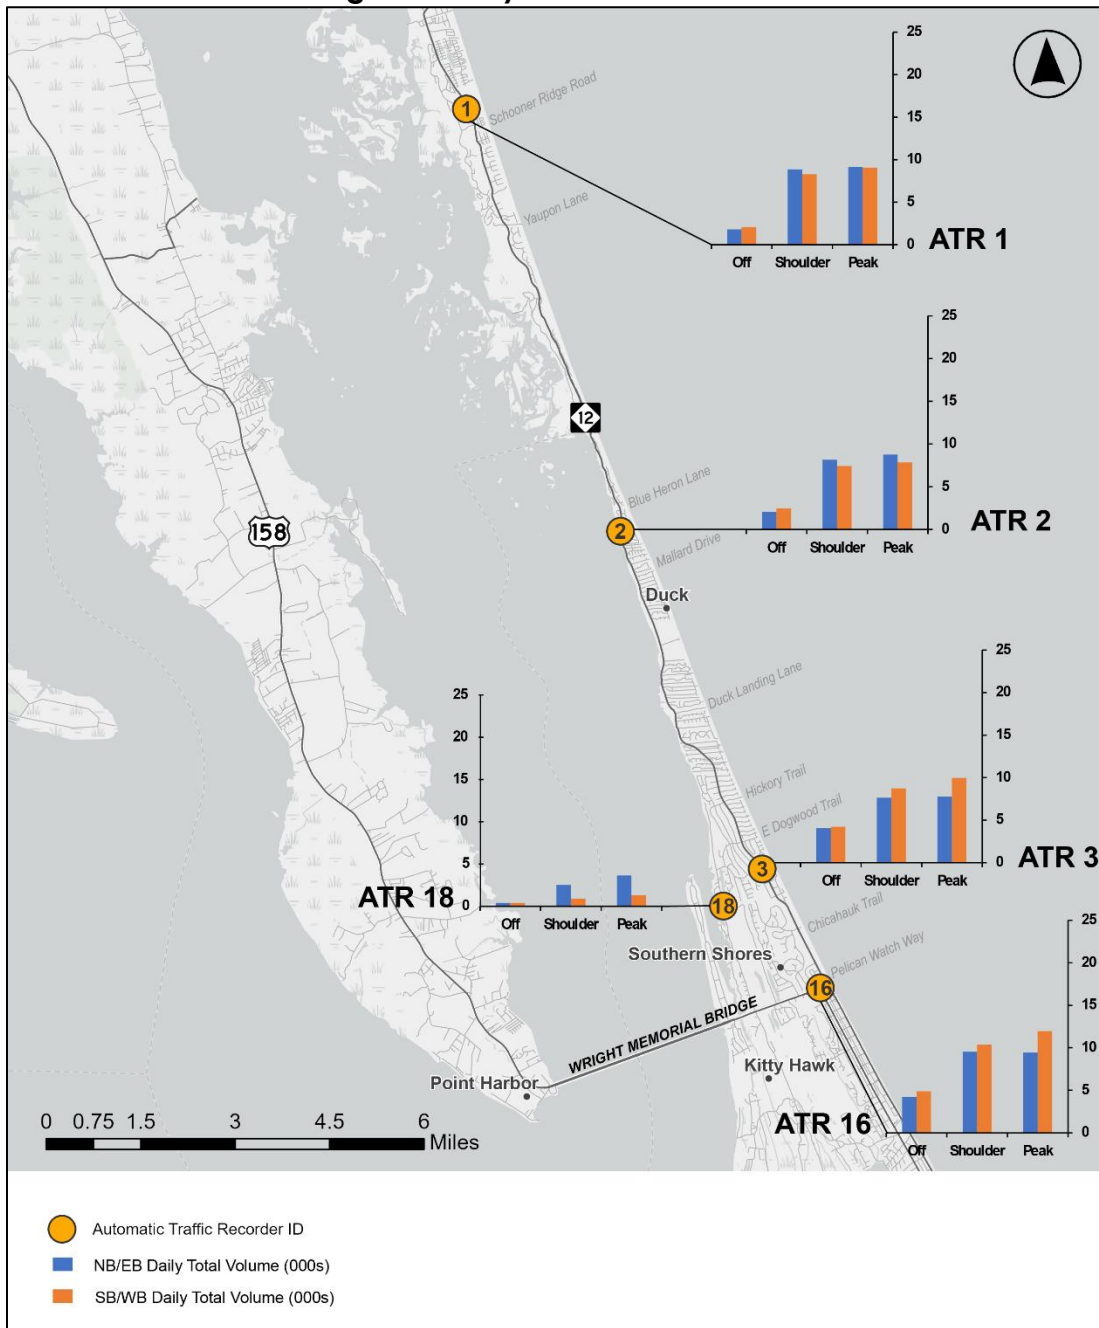 25
20
15
10
5
0
Off
Shoulder
Peak
ATR 1
1
Schooner Ridge Road
Yaupon Lane
12
25
20
15
10
5
0
Off
Shoulder
Peak
ATR 2
Blue Heron Lane
2
158
Mallard Drive
Duck
Duck Landing Lane
25
20
15
10
5
0
Off
Shoulder
Peak
ATR 3
Hickory Trail
E Dogwood Trail
3
25
20
15
10
5
0
Off
Shoulder
Peak
ATR 18
18
Chicahauk Trail
Southern Shores
Pelican Watch Way
16
WRIGHT MEMORIAL BRIDGE
Kitty Hawk
Point Harbor
25
20
15
10
5
0
Off
Shoulder
Peak
ATR 16
0 0.75 1.5 3 4.5 6
Miles
Automatic Traffic Recorder ID
NB/EB Daily Total Volume (000s)
SB/WB Daily Total Volume (000s)